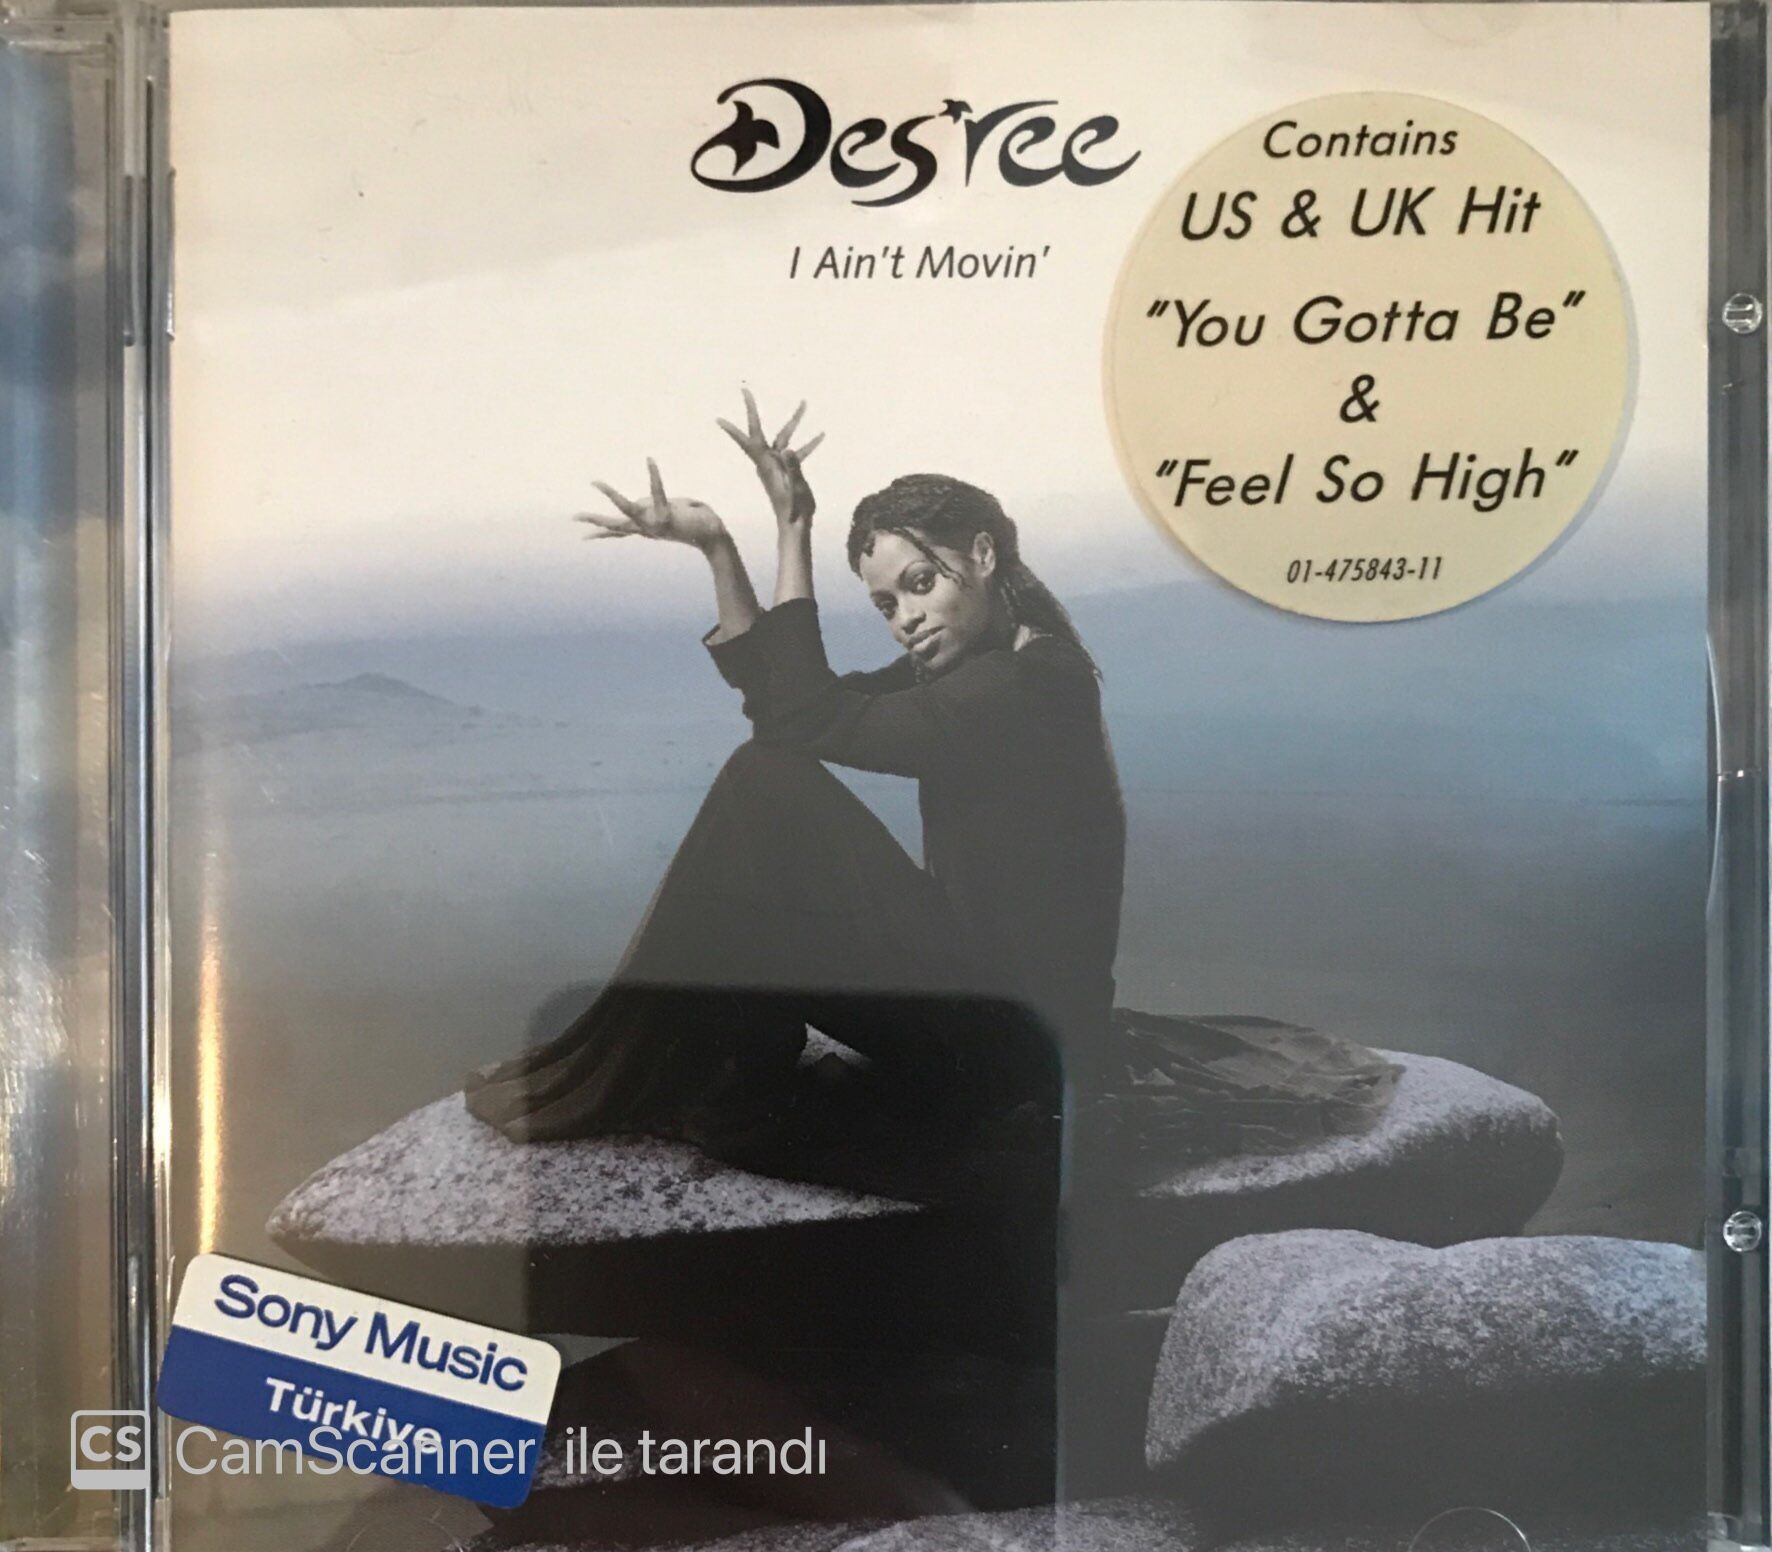 Des'ree
I Ain't Movin'
Contains
US & UK Hit
"You Gotta Be"
&
"Feel So High"
01-475843-11
Sony Music
Türkiye
CS CamScanner ile tarandı